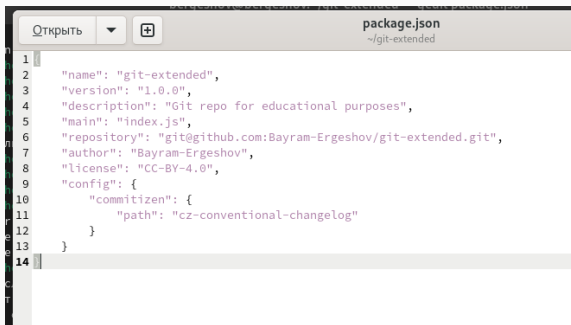 Открыть
package.json
~/git-extended
1 {
2 "name": "git-extended",
3 "version": "1.0.0",
4 "description": "Git repo for educational purposes",
5 "main": "index.js",
6 "repository": "git@github.com:Bayram-Ergeshov/git-extended.git",
7 "author": "Bayram-Ergeshov",
8 "license": "CC-BY-4.0",
9 "config": {
10 "commitizen": {
11 "path": "cz-conventional-changelog"
12 }
13 }
14 }